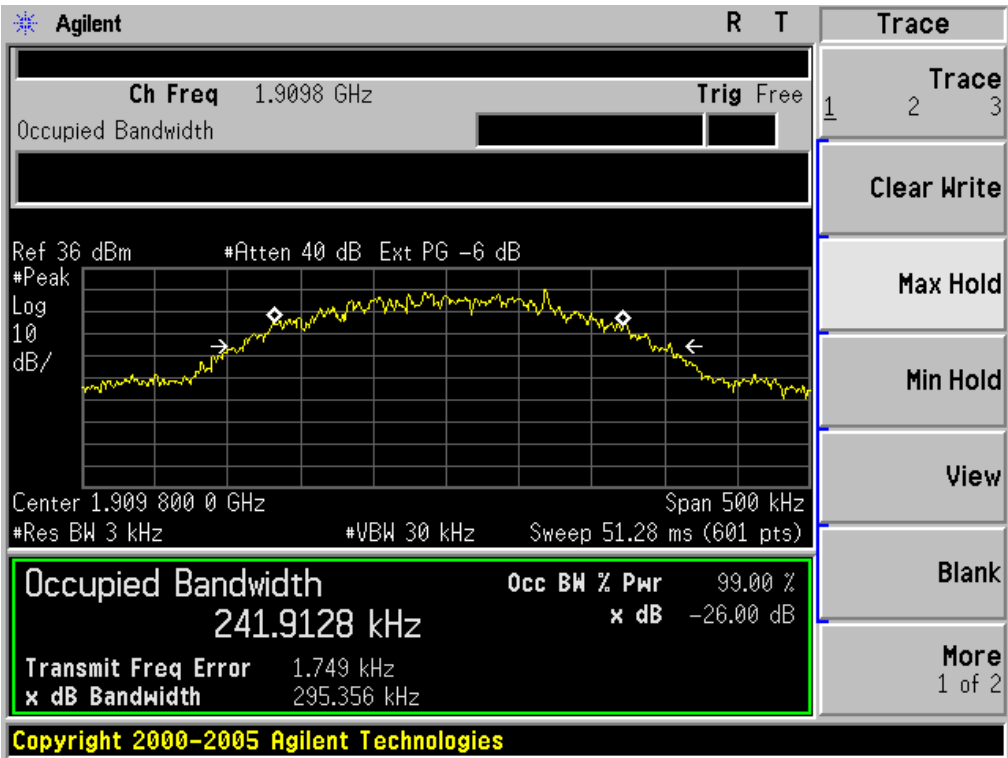 Agilent R T Trace
Ch Freq 1.9098 GHz Trig Free
Occupied Bandwidth
Ref 36 dBm #Atten 40 dB Ext PG -6 dB
#Peak
Log
10
dB/
Center 1.909 800 0 GHz Span 500 kHz
#Res BW 3 kHz #VBW 30 kHz Sweep 51.28 ms (601 pts)
Occupied Bandwidth Occ BW % Pwr 99.00 %
241.9128 kHz x dB -26.00 dB
Transmit Freq Error 1.749 kHz
x dB Bandwidth 295.356 kHz
Copyright 2000-2005 Agilent Technologies
Trace
1 2 3
Clear Write
Max Hold
Min Hold
View
Blank
More
1 of 2